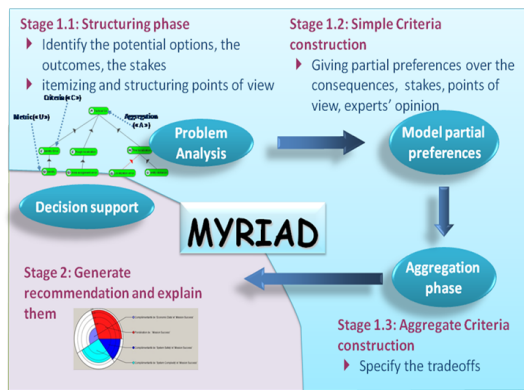 Stage 1.1: Structuring phase
Identify the potential options, the
outcomes, the stakes
itemizing and structuring points of view
Criteria(«C»)
Metric(«U»)
Aggregation
(«A»)
Problem
Analysis
Stage 1.2: Simple Criteria
construction
Giving partial preferences over the
consequences, stakes, points of
view, experts' opinion
Model partial
preferences
Decision support
MYRIAD
Aggregation
phase
Stage 2: Generate
recommendation and explain
them
Stage 1.3: Aggregate Criteria
construction
Specify the tradeoffs